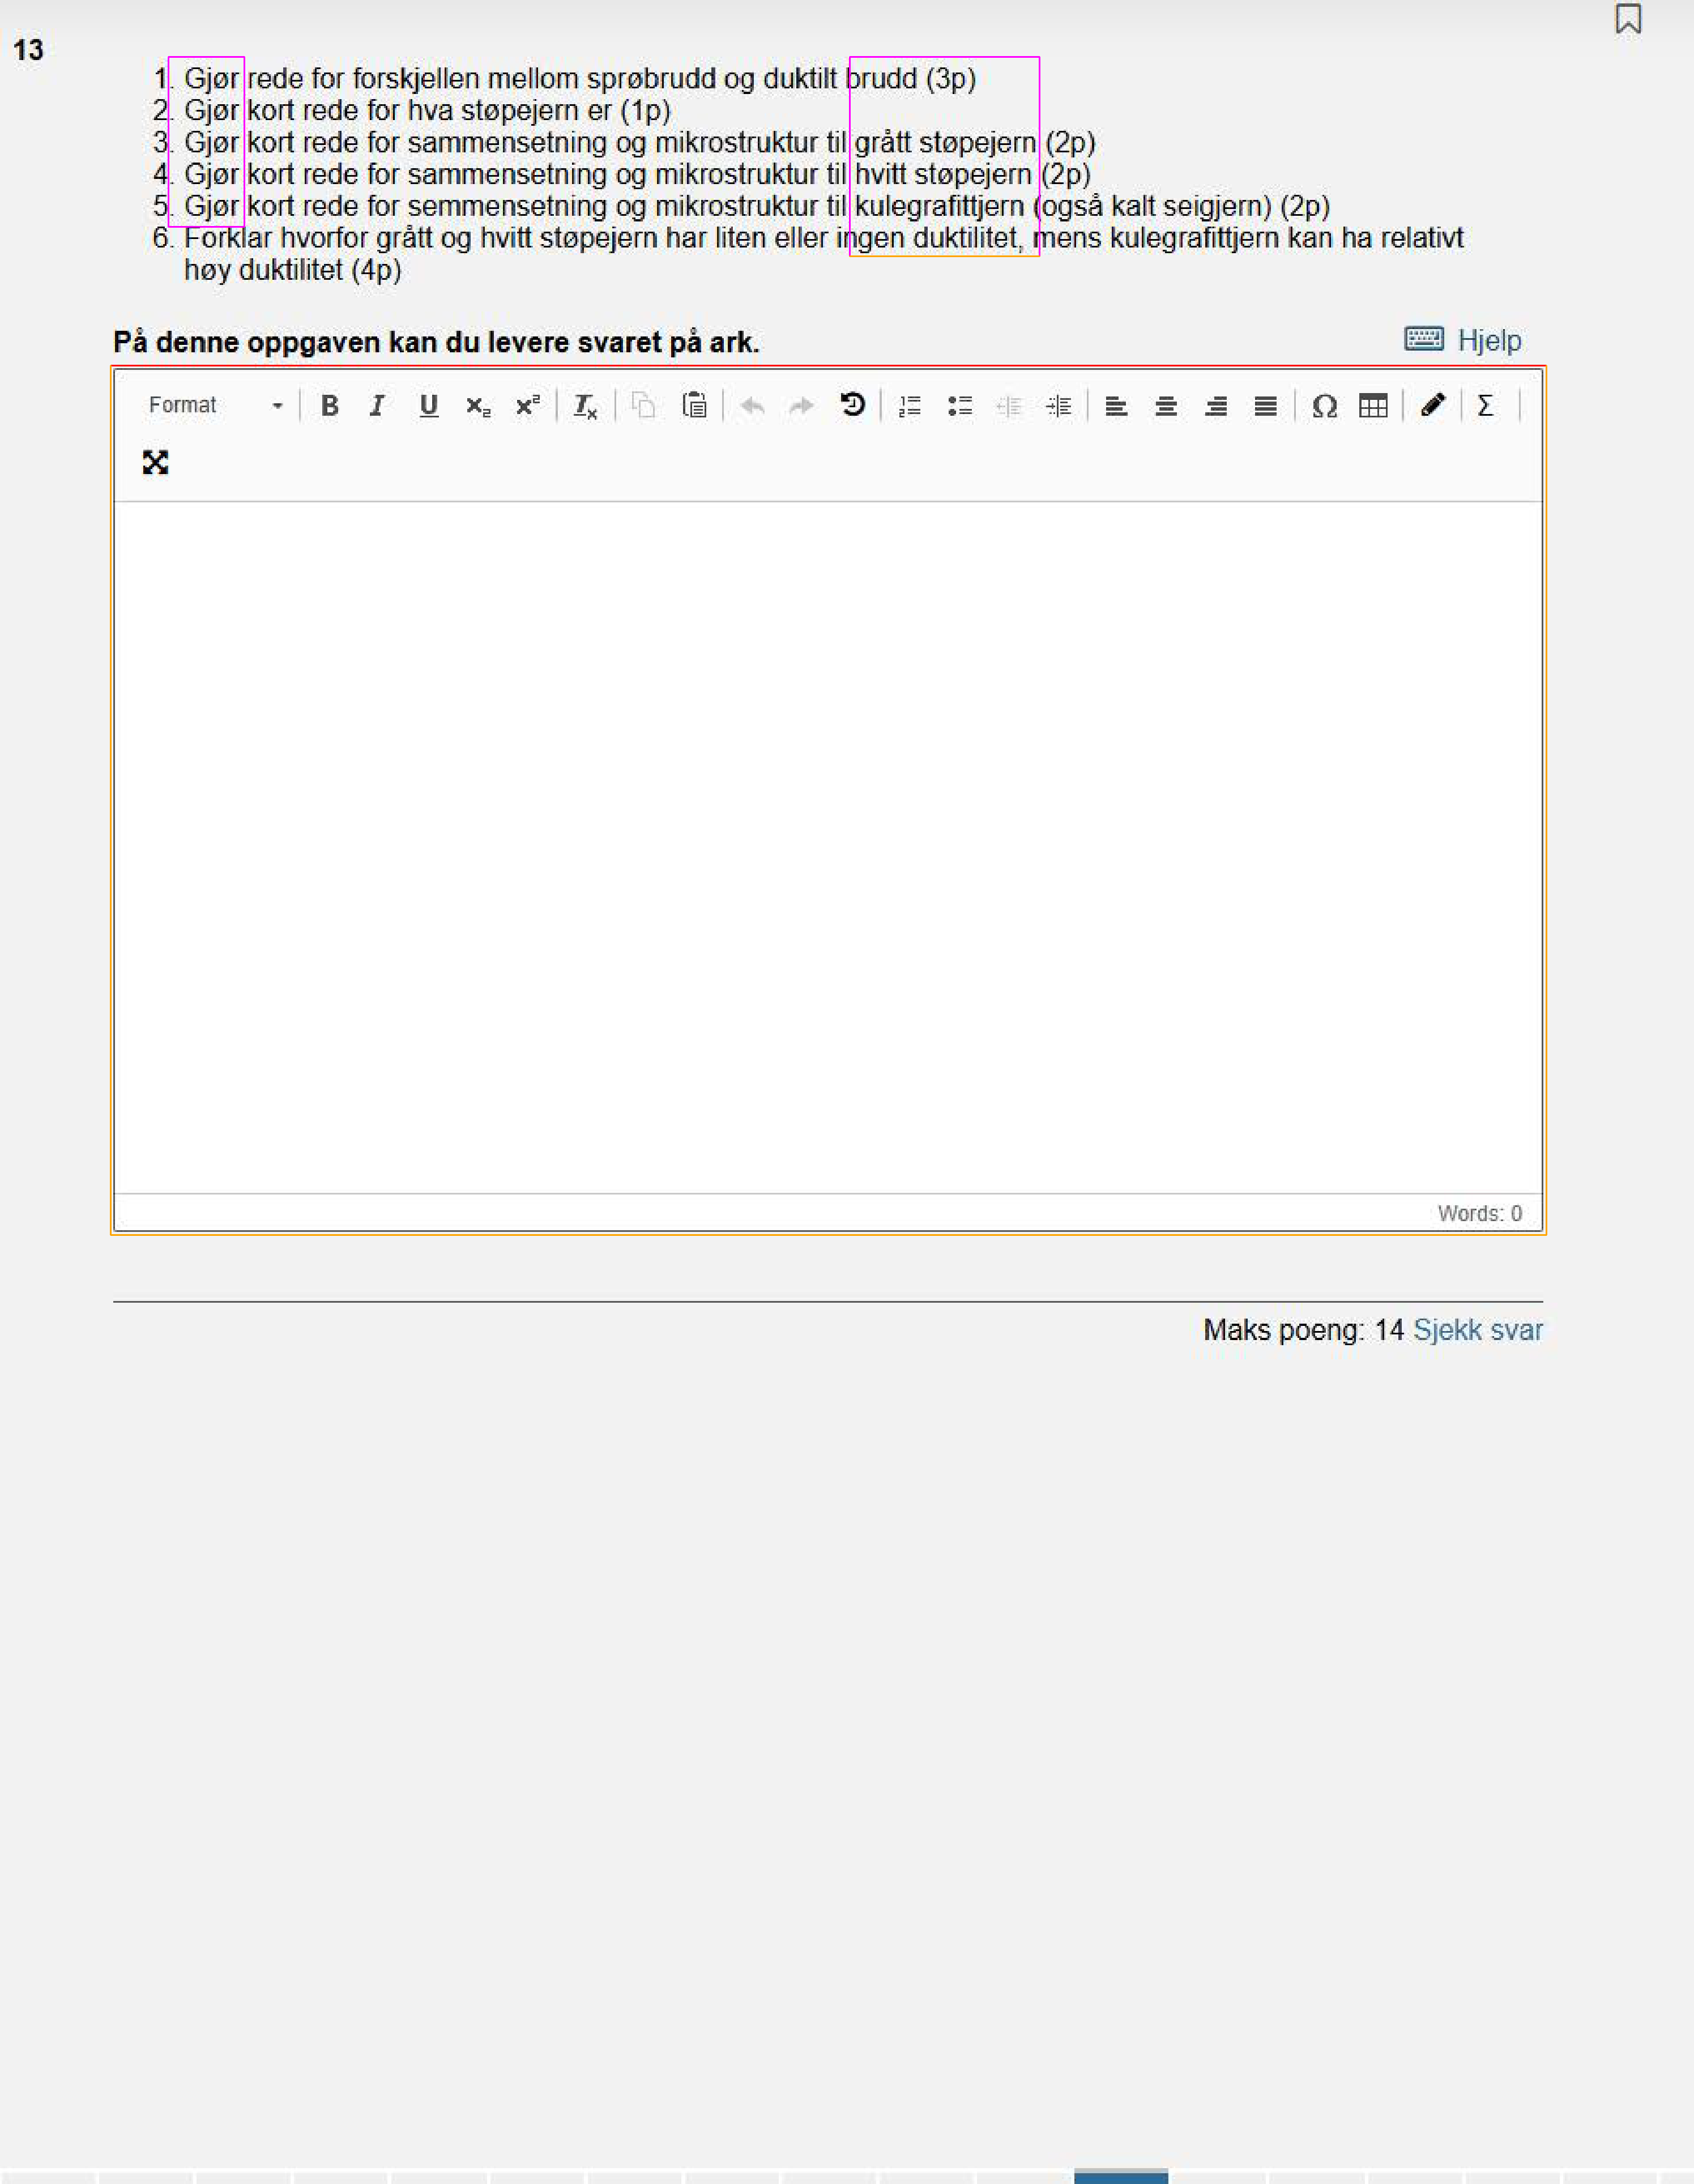 13
1. Gjør rede for forskjellen mellom sprøbrudd og duktilt brudd (3p)
2. Gjør kort rede for hva støpejern er (1p)
3. Gjør kort rede for sammensetning og mikrostruktur til grått støpejern (2p)
4. Gjør kort rede for sammensetning og mikrostruktur til hvitt støpejern (2p)
5. Gjør kort rede for semmensetning og mikrostruktur til kulegrafittjern (også kalt seigjern) (2p)
6. Forklar hvorfor grått og hvitt støpejern har liten eller ingen duktilitet, mens kulegrafittjern kan ha relativt
høy duktilitet (4p)
På denne oppgaven kan du levere svaret på ark.
Hjelp
Format
Words: 0
Maks poeng: 14 Sjekk svar